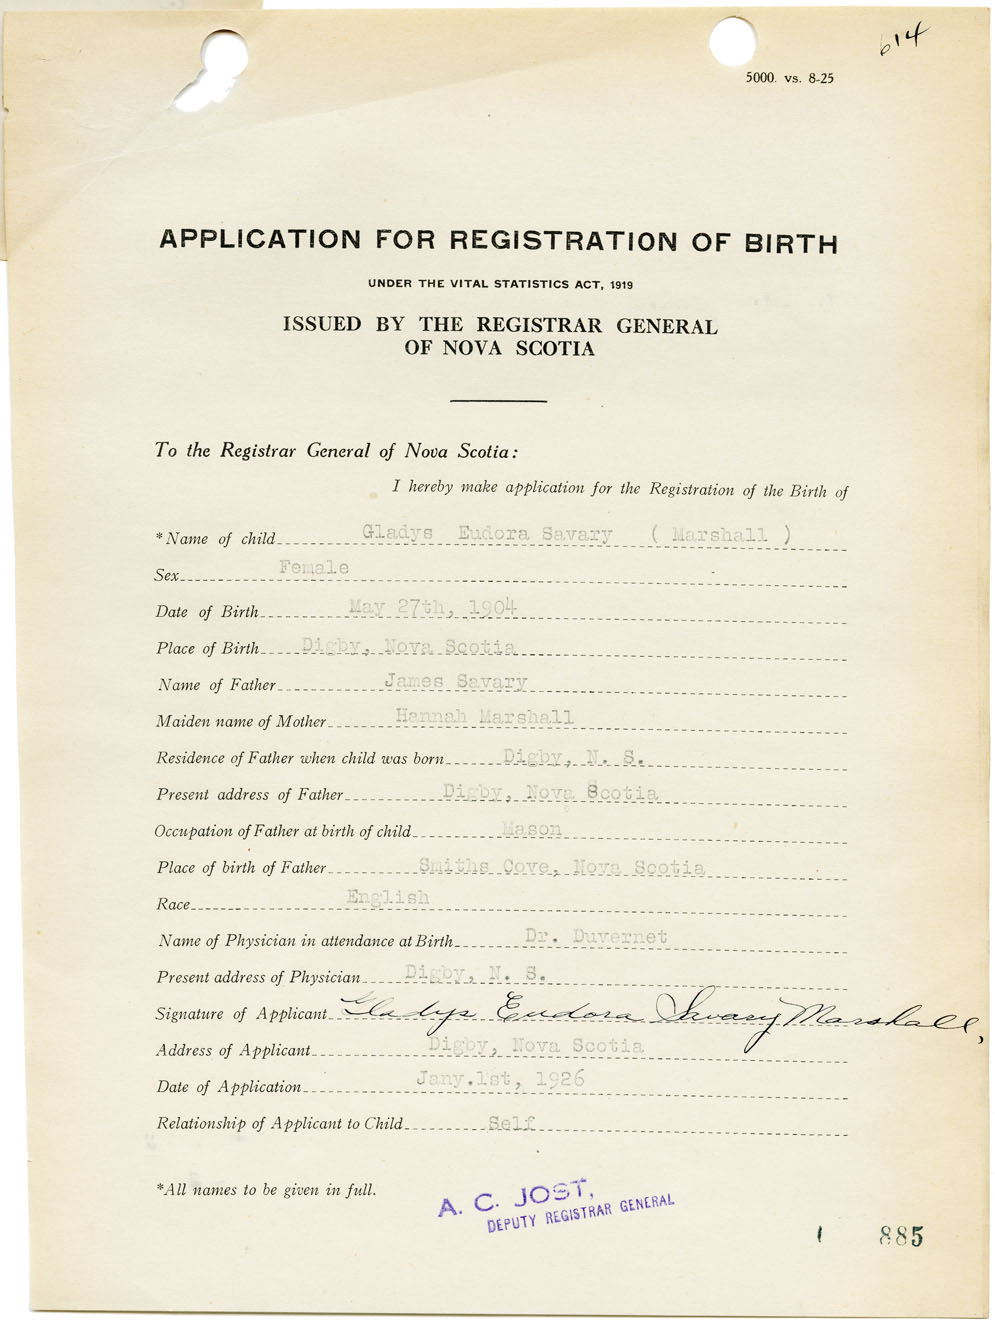 614
5000. vs. 8-25
APPLICATION FOR REGISTRATION OF BIRTH
UNDER THE VITAL STATISTICS ACT, 1919
ISSUED BY THE REGISTRAR GENERAL
OF NOVA SCOTIA
To the Registrar General of Nova Scotia:
I hereby make application for the Registration of the Birth of
*Name of child Gladys Eudora Savary ( Marshall )
Sex Female
Date of Birth May 27th, 1904
Place of Birth Digby, Nova Scotia
Name of Father James Savary
Maiden name of Mother Hannah Marshall
Residence of Father when child was born Digby, N. S.
Present address of Father Digby, Nova Scotia
Occupation of Father at birth of child Mason
Place of birth of Father Smiths Cove, Nova Scotia
Race English
Name of Physician in attendance at Birth Dr. Duvernet
Present address of Physician Digby, N. S.
Signature of Applicant Gladys Eudora Savary Marshall,
Address of Applicant Digby, Nova Scotia
Date of Application Jany.1st, 1926
Relationship of Applicant to Child Self
*All names to be given in full.
A. C. JOST,
DEPUTY REGISTRAR GENERAL
885